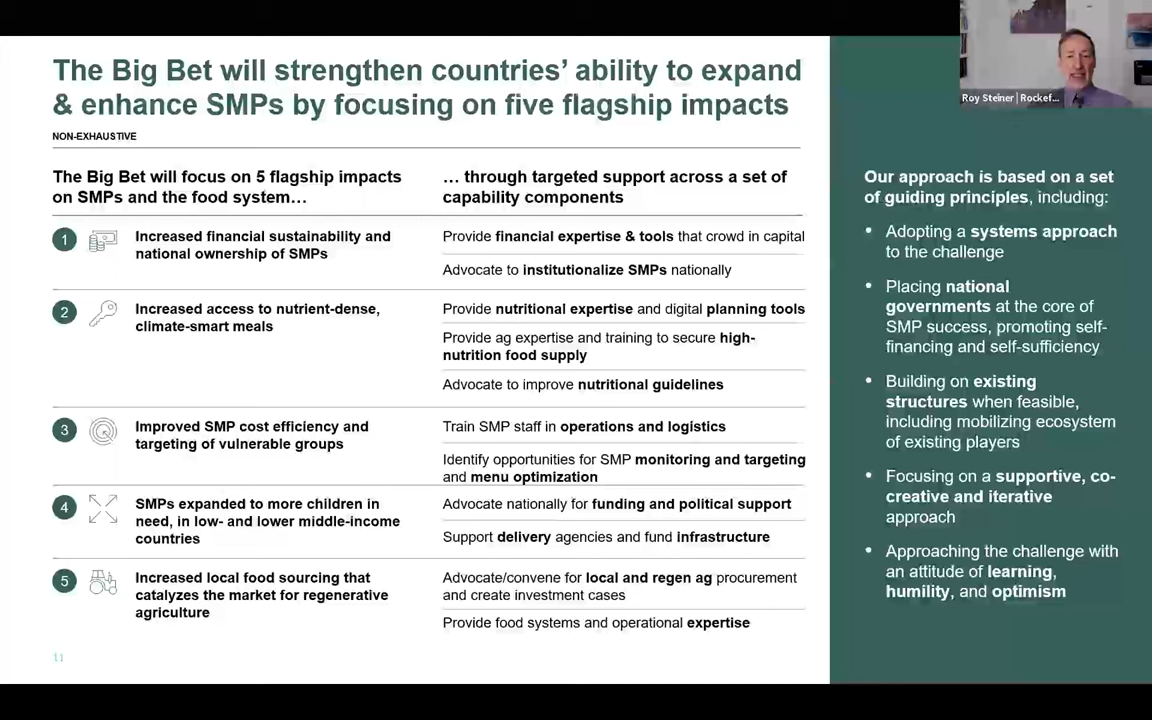 The Big Bet will strengthen countries' ability to expand
& enhance SMPs by focusing on five flagship impacts
NON-EXHAUSTIVE
The Big Bet will focus on 5 flagship impacts
on SMPs and the food system…
… through targeted support across a set of
capability components
1
Increased financial sustainability and
national ownership of SMPs
Provide financial expertise & tools that crowd in capital
Advocate to institutionalize SMPs nationally
2
Increased access to nutrient-dense,
climate-smart meals
Provide nutritional expertise and digital planning tools
Provide ag expertise and training to secure high-
nutrition food supply
Advocate to improve nutritional guidelines
3
Improved SMP cost efficiency and
targeting of vulnerable groups
Train SMP staff in operations and logistics
Identify opportunities for SMP monitoring and targeting
and menu optimization
4
SMPs expanded to more children in
need, in low- and lower middle-income
countries
Advocate nationally for funding and political support
Support delivery agencies and fund infrastructure
5
Increased local food sourcing that
catalyzes the market for regenerative
agriculture
Advocate/convene for local and regen ag procurement
and create investment cases
Provide food systems and operational expertise
11
Roy Steiner | Rockef...
Our approach is based on a set
of guiding principles, including:
• Adopting a systems approach
to the challenge
• Placing national
governments at the core of
SMP success, promoting self-
financing and self-sufficiency
• Building on existing
structures when feasible,
including mobilizing ecosystem
of existing players
• Focusing on a supportive, co-
creative and iterative
approach
• Approaching the challenge with
an attitude of learning,
humility, and optimism